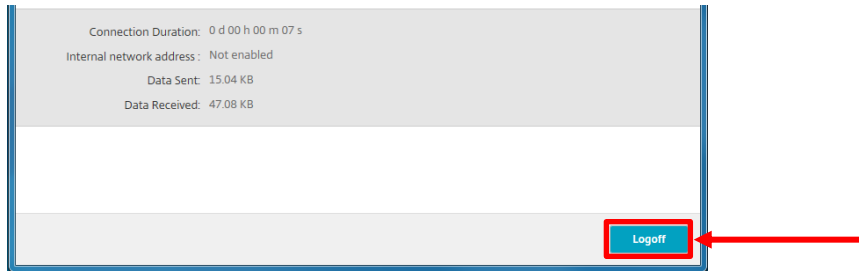 Connection Duration: 0 d 00 h 00 m 07 s
Internal network address : Not enabled
Data Sent: 15.04 KB
Data Received: 47.08 KB
Logoff